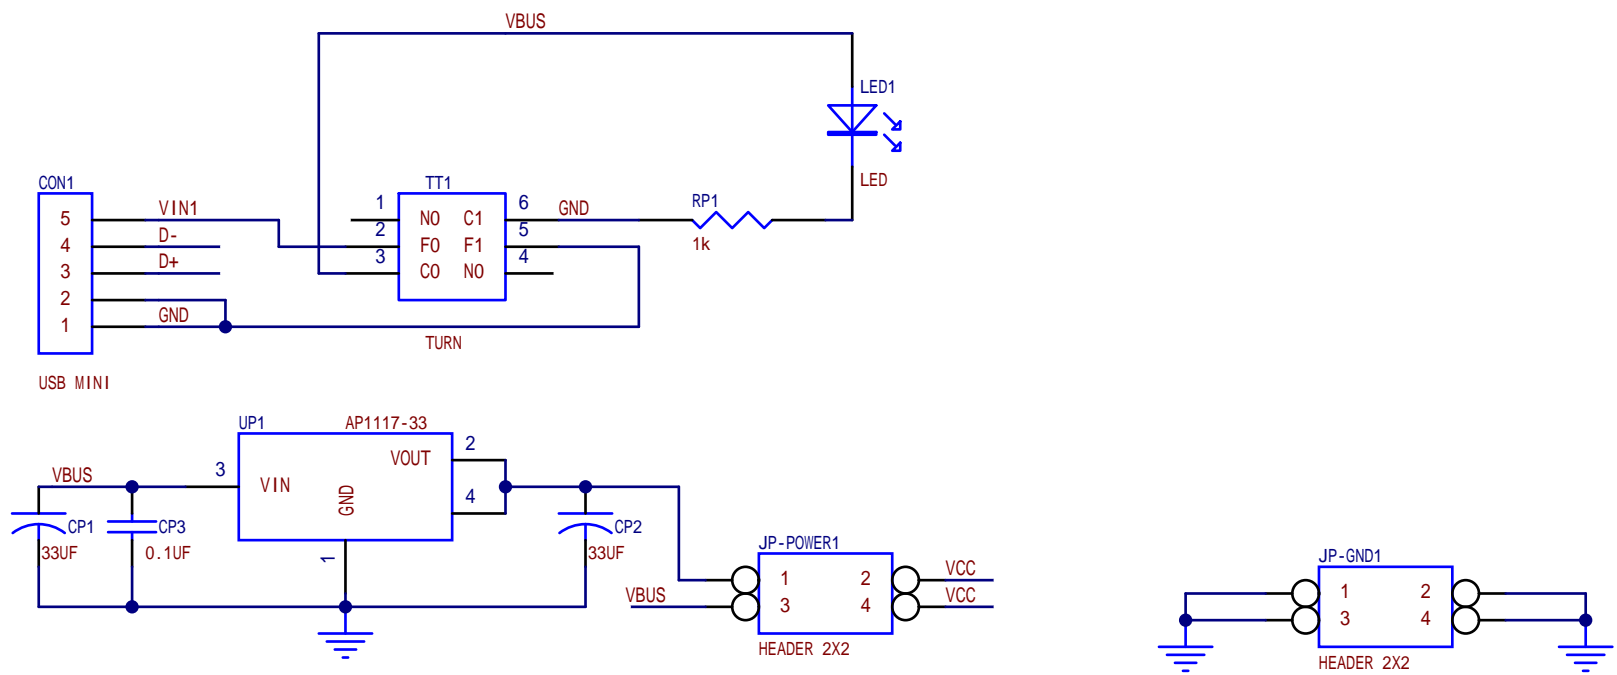 VBUS
LED1
LED
CON1
5 VIN1
4 D-
3 D+
2
1 GND
USB MINI
TT1
1 NO C1 6 GND
2 FO F1 5
3 CO NO 4
TURN
RP1
1k
UP1 AP1117-33
VBUS
3 VIN
GND
VOUT 2
4
1
CP1
33UF
CP3
0.1UF
CP2
33UF
JP-POWER1
1 2 VCC
VBUS 3 4 VCC
HEADER 2X2
JP-GND1
1 2
3 4
HEADER 2X2